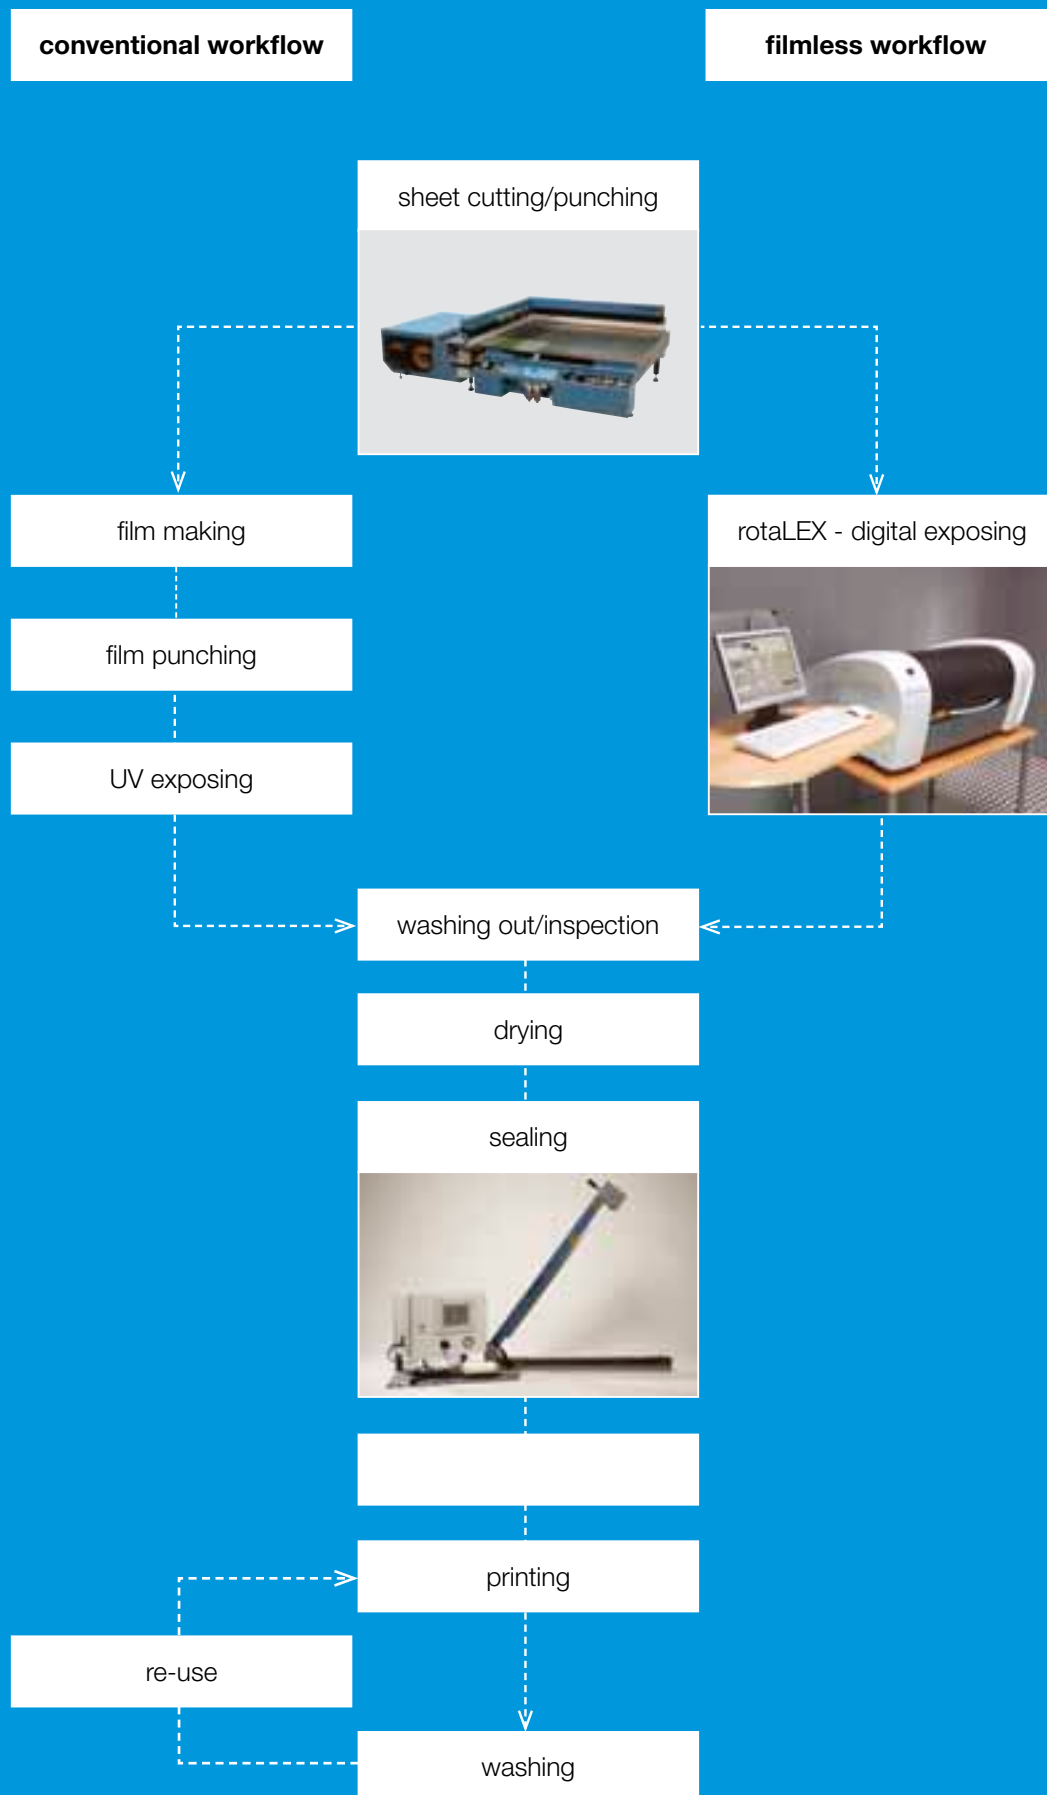 conventional workflow
filmless workflow
sheet cutting/punching
film making
rotaLEX - digital exposing
film punching
UV exposing
washing out/inspection
drying
sealing
printing
re-use
washing